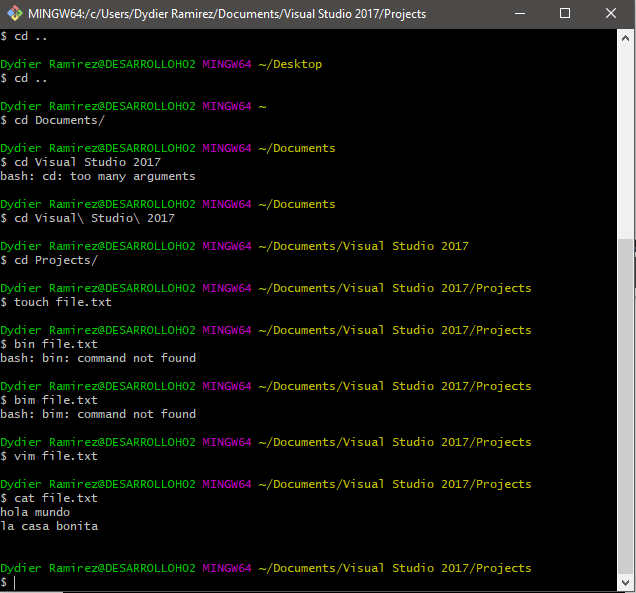 MINGW64:/c/Users/Dydier Ramirez/Documents/Visual Studio 2017/Projects
$ cd ..
Dydier Ramirez@DESARROLLOHO2 MINGW64 ~/Desktop
$ cd ..
Dydier Ramirez@DESARROLLOHO2 MINGW64 ~
$ cd Documents/
Dydier Ramirez@DESARROLLOHO2 MINGW64 ~/Documents
$ cd Visual Studio 2017
bash: cd: too many arguments
Dydier Ramirez@DESARROLLOHO2 MINGW64 ~/Documents
$ cd Visual\ Studio\ 2017
Dydier Ramirez@DESARROLLOHO2 MINGW64 ~/Documents/Visual Studio 2017
$ cd Projects/
Dydier Ramirez@DESARROLLOHO2 MINGW64 ~/Documents/Visual Studio 2017/Projects
$ touch file.txt
Dydier Ramirez@DESARROLLOHO2 MINGW64 ~/Documents/Visual Studio 2017/Projects
$ bin file.txt
bash: bin: command not found
Dydier Ramirez@DESARROLLOHO2 MINGW64 ~/Documents/Visual Studio 2017/Projects
$ bim file.txt
bash: bim: command not found
Dydier Ramirez@DESARROLLOHO2 MINGW64 ~/Documents/Visual Studio 2017/Projects
$ vim file.txt
Dydier Ramirez@DESARROLLOHO2 MINGW64 ~/Documents/Visual Studio 2017/Projects
$ cat file.txt
hola mundo
la casa bonita
Dydier Ramirez@DESARROLLOHO2 MINGW64 ~/Documents/Visual Studio 2017/Projects
$